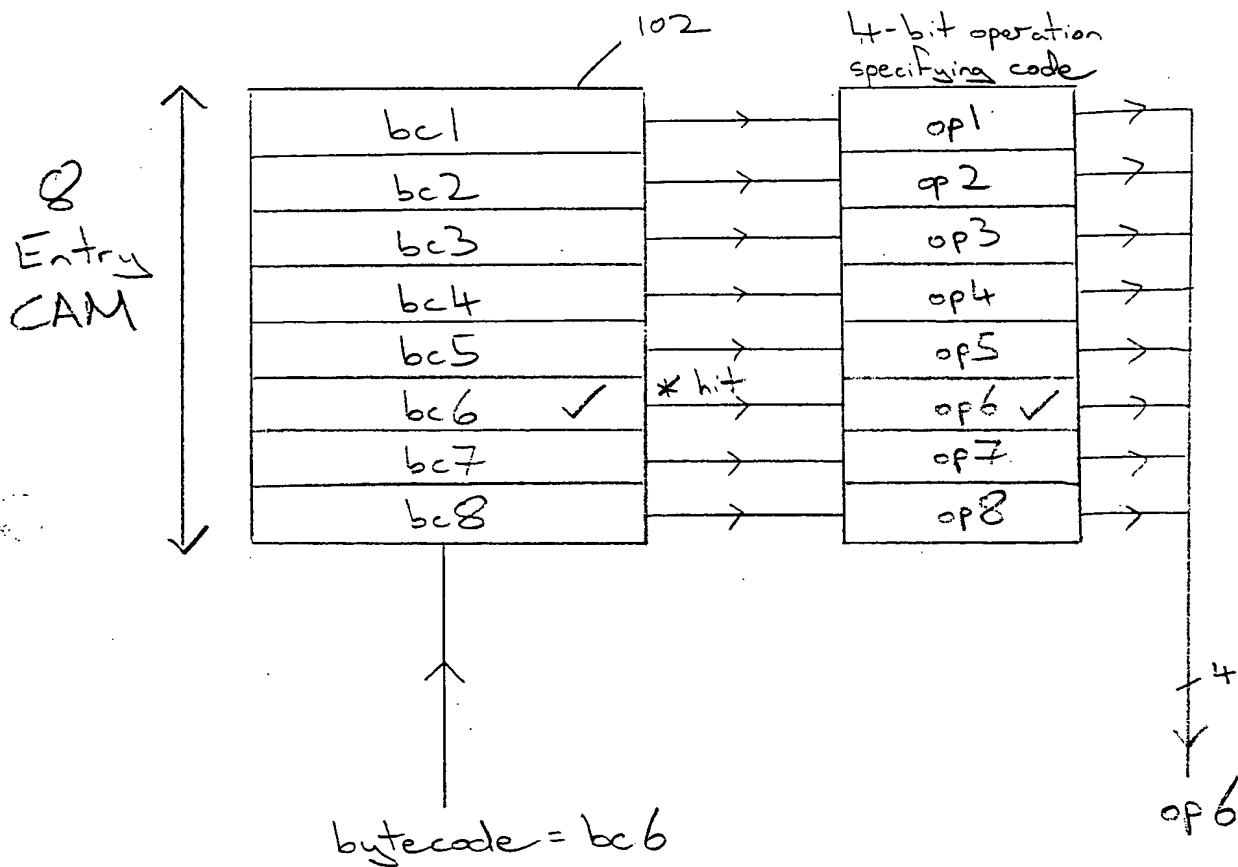 102
4-bit operation
specifying code
8
Entry
CAM
bc1
bc2
bc3
bc4
bc5
bc6 ✓
bc7
bc8
* hit
op1
op2
op3
op4
op5
op6 ✓
op7
op8
4
op6
bytecode = bc6